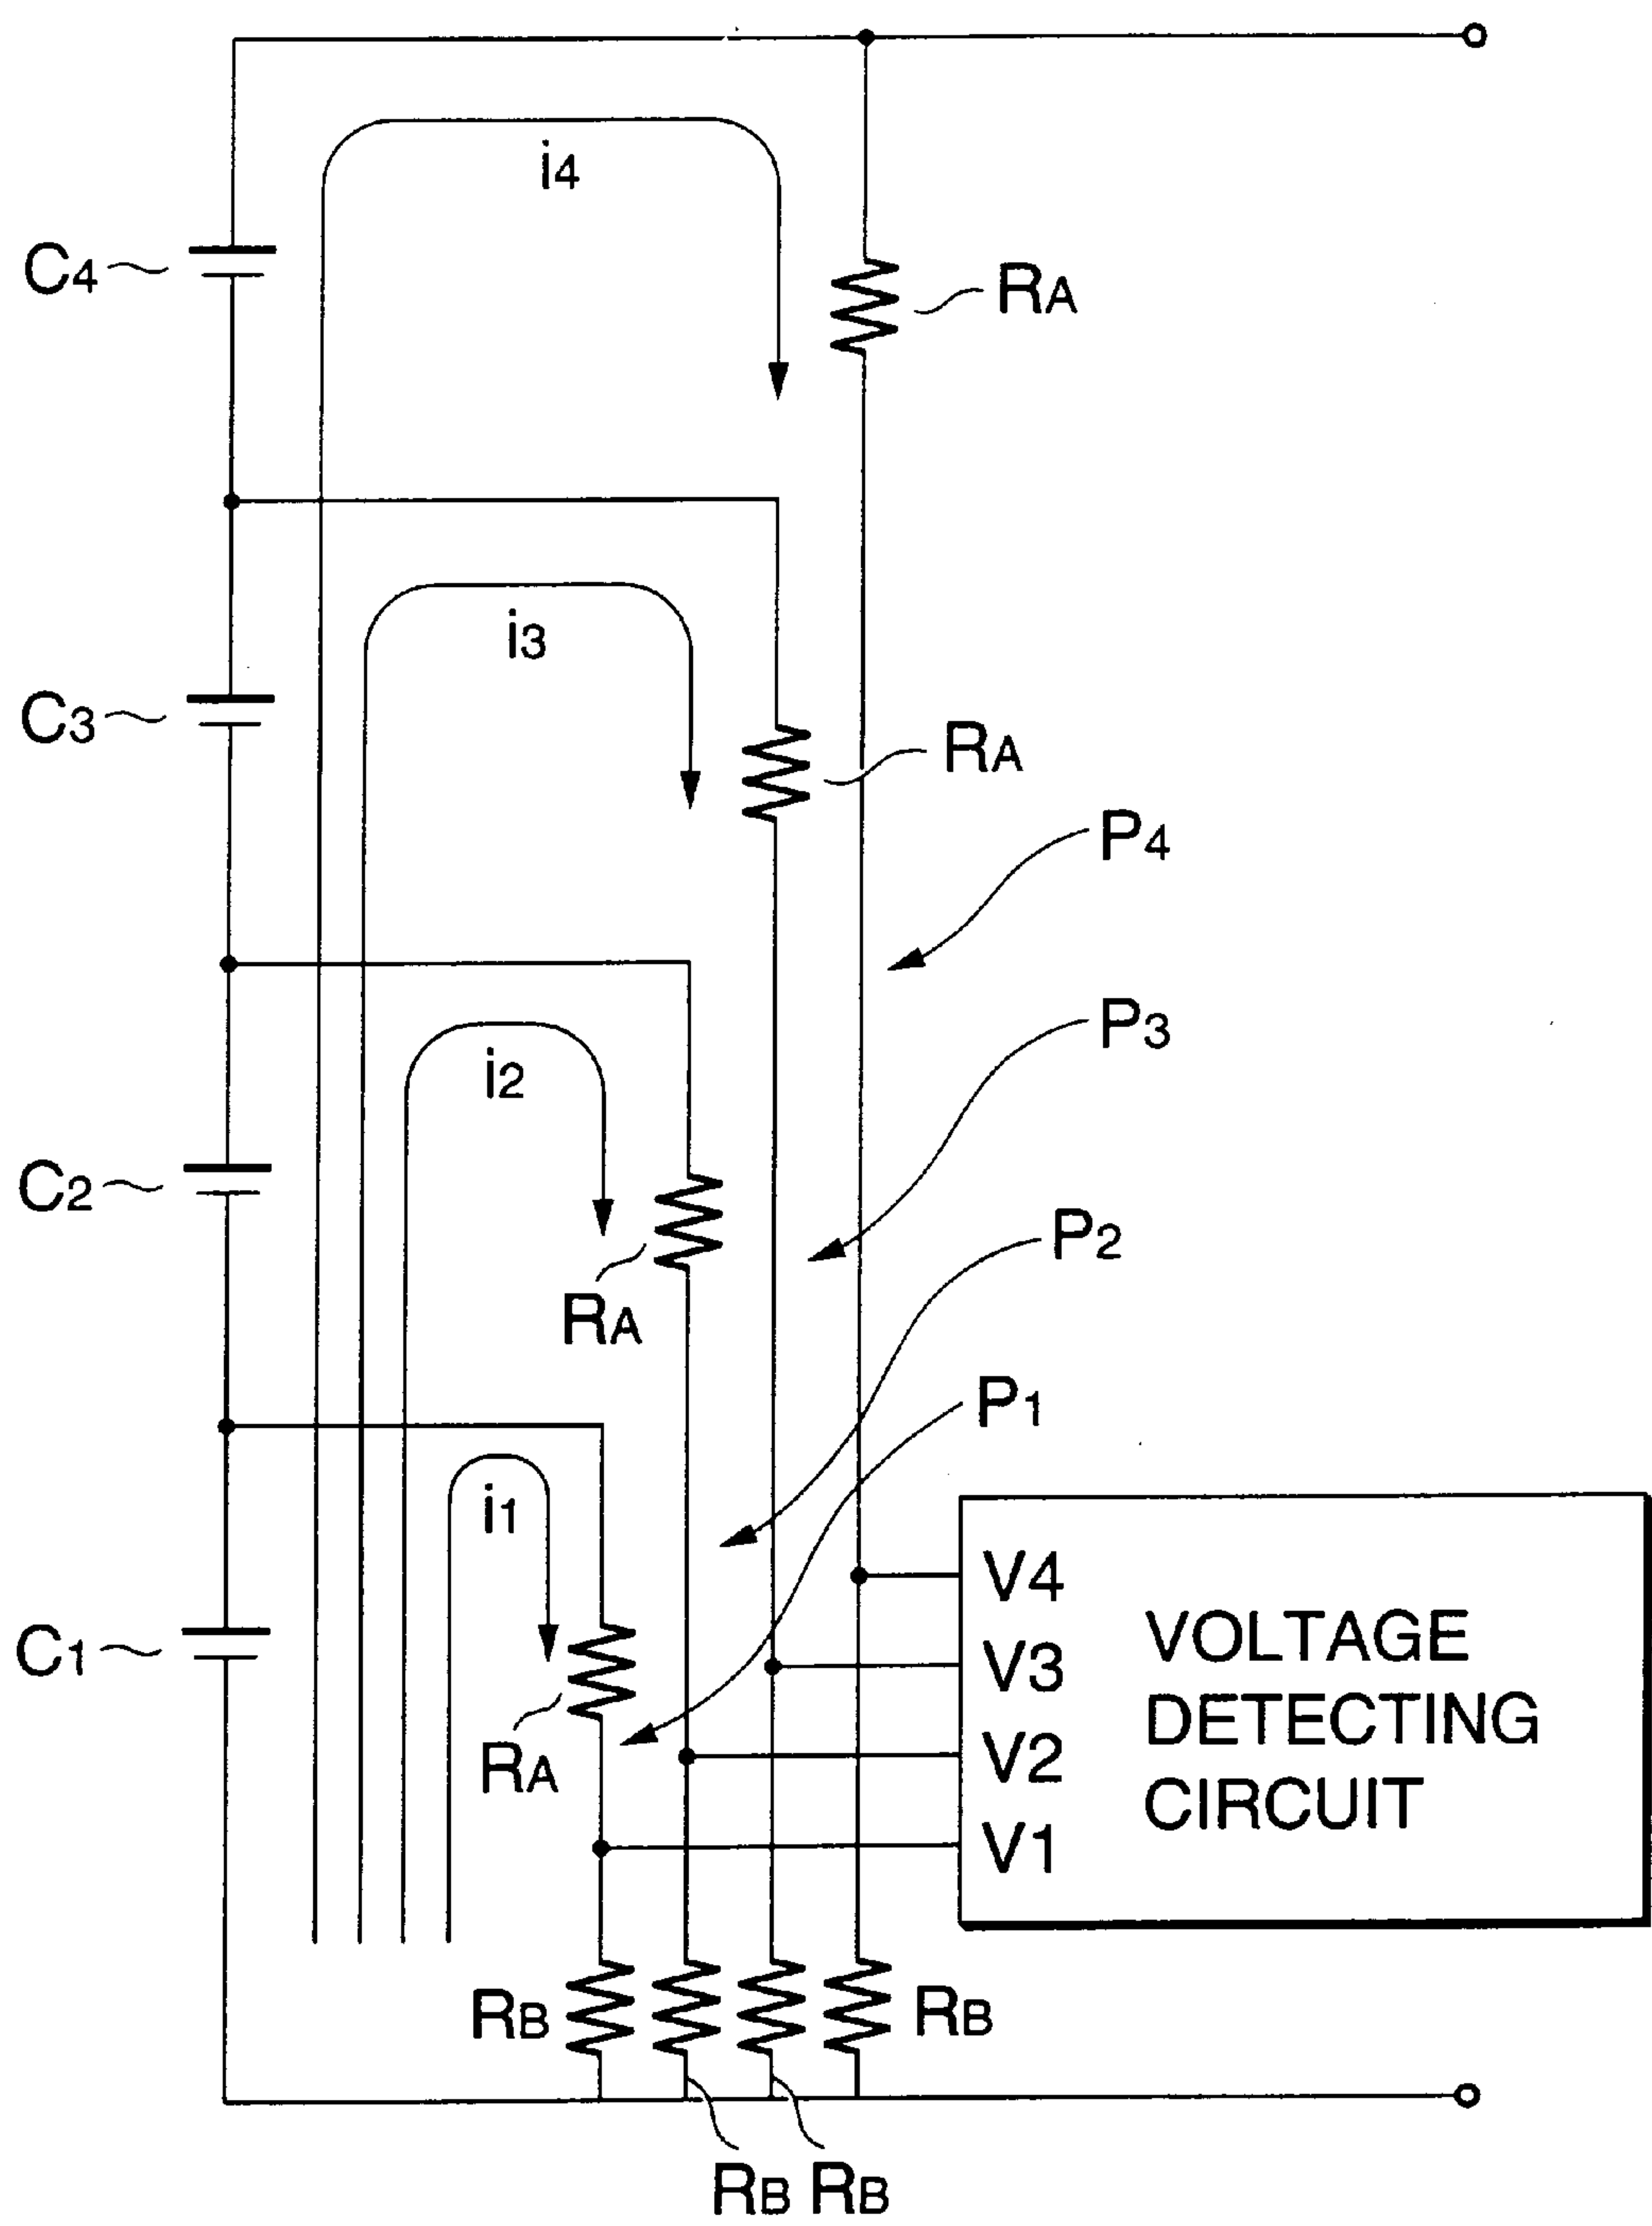 i4
C4
RA
i3
C3
RA
P4
P3
i2
C2
P2
RA
P1
i1
V4
C1
VOLTAGE
V3
DETECTING
RA
V2
CIRCUIT
V1
RB
RB
RB RB